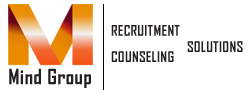 M
Mind Group
RECRUITMENT
COUNSELING
SOLUTIONS